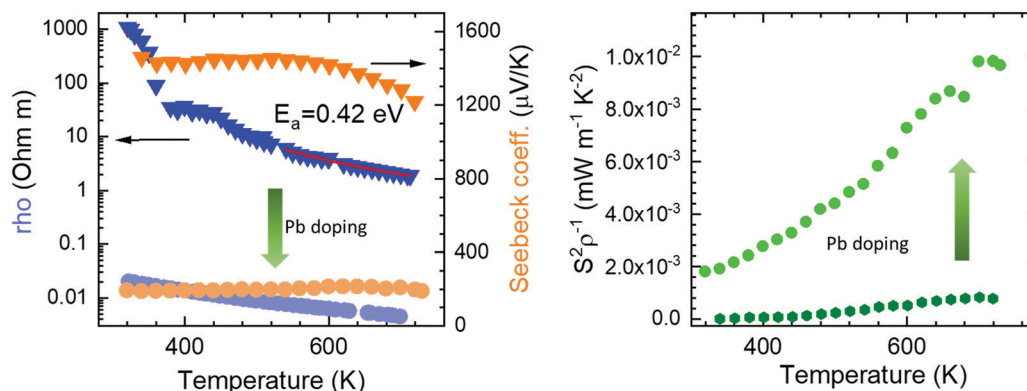 1000
100
10
1
0.1
0.01
rho (Ohm m)
400
600
Temperature (K)
E_a=0.42 eV
Pb doping
1600
1200
800
400
0
Seebeck coeff. (μV/K)
1.0x10⁻²
8.0x10⁻³
6.0x10⁻³
4.0x10⁻³
2.0x10⁻³
0.0
S²ρ⁻¹ (mW m⁻¹ K⁻²)
Pb doping
400
600
Temperature (K)